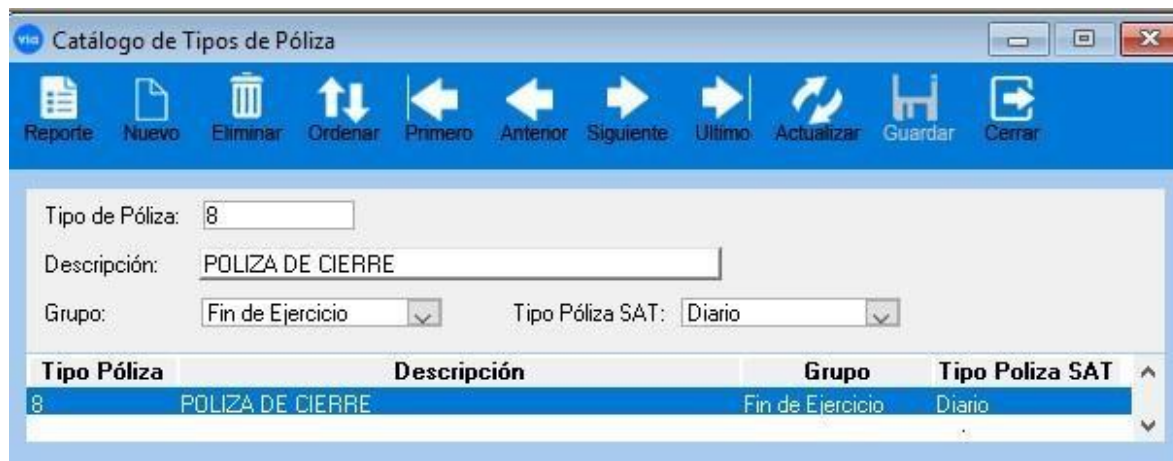 via Catálogo de Tipos de Póliza
Reporte Nuevo Eliminar Ordenar Primero Anterior Siguiente Ultimo Actualizar Guardar Cerrar
Tipo de Póliza: 8
Descripción: POLIZA DE CIERRE
Grupo: Fin de Ejercicio Tipo Póliza SAT: Diario
Tipo Póliza Descripción Grupo Tipo Poliza SAT
8 POLIZA DE CIERRE Fin de Ejercicio Diario